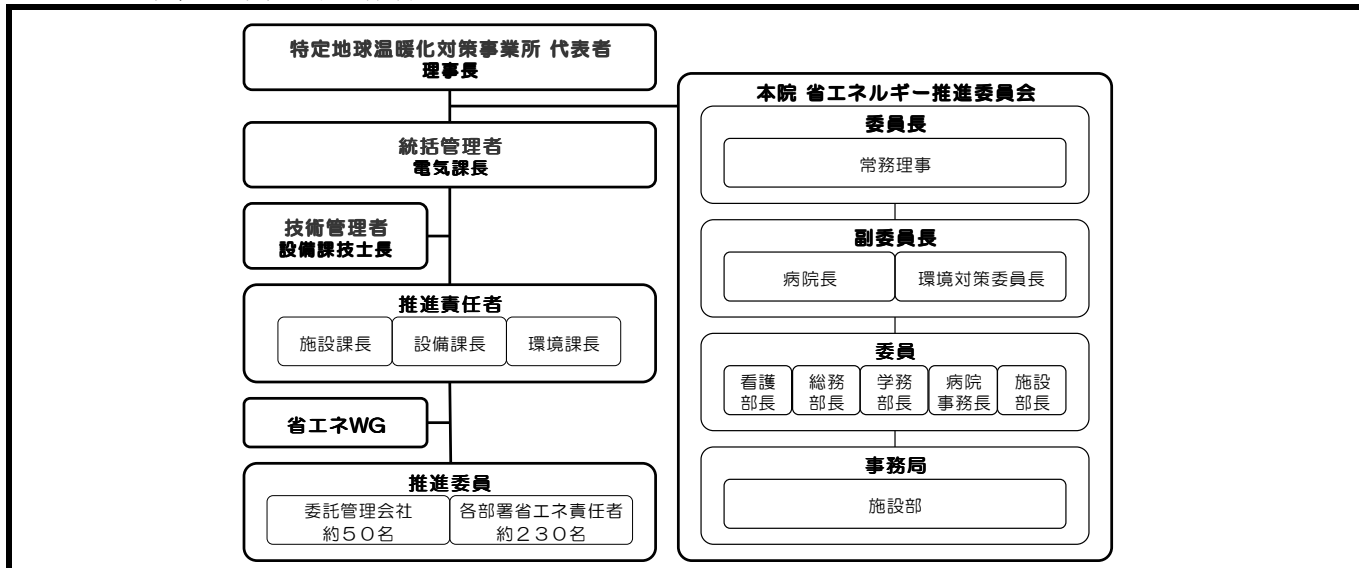 特定地球温暖化対策事業所 代表者
理事長
統括管理者
電気課長
技術管理者
設備課技士長
推進責任者
施設課長 設備課長 環境課長
省エネWG
推進委員
委託管理会社 各部署省エネ責任者
約50名 約230名
本院 省エネルギー推進委員会
委員長
常務理事
副委員長
病院長 環境対策委員長
委員
看護 総務 学務 病院 施設
部長 部長 部長 事務長 部長
事務局
施設部